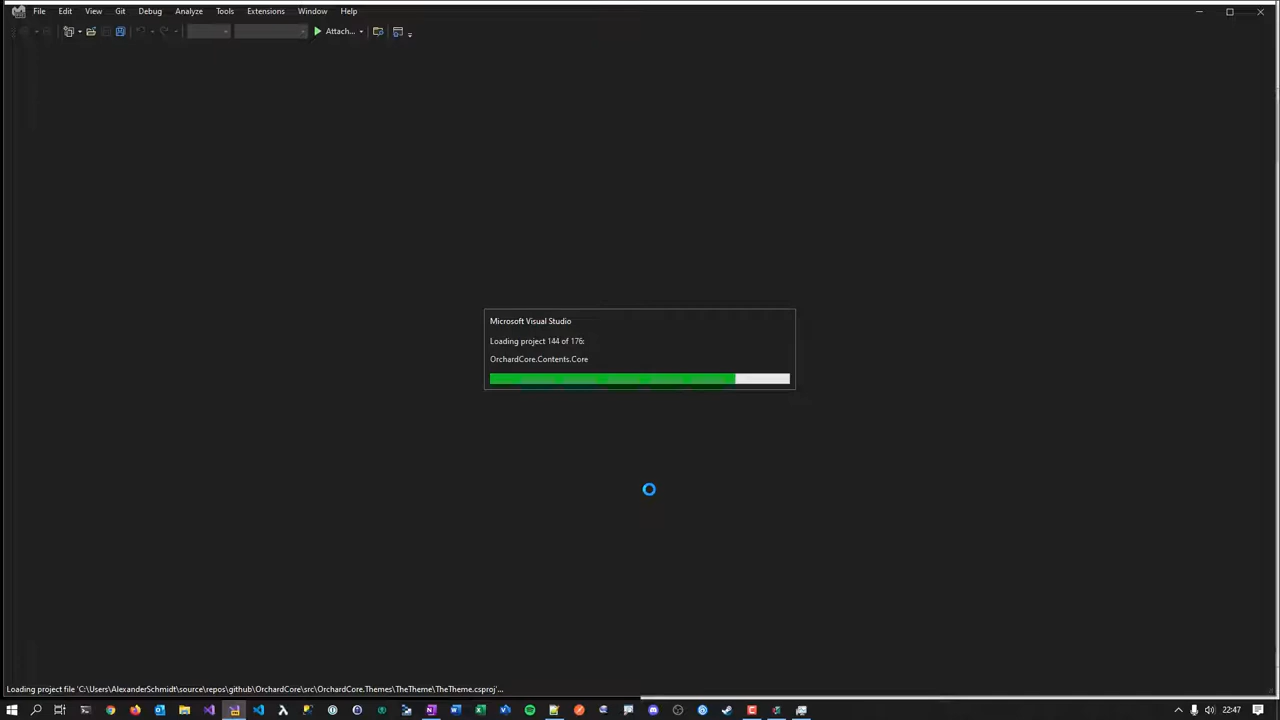 File Edit View Git Debug Analyze Tools Extensions Window Help
Attach...
Microsoft Visual Studio
Loading project 144 of 176:
OrchardCore.Contents.Core
Loading project file 'C:\Users\AlexanderSchmidt\source\repos\github\OrchardCore\src\OrchardCore.Themes\TheTheme\TheTheme.csproj'...
22:47